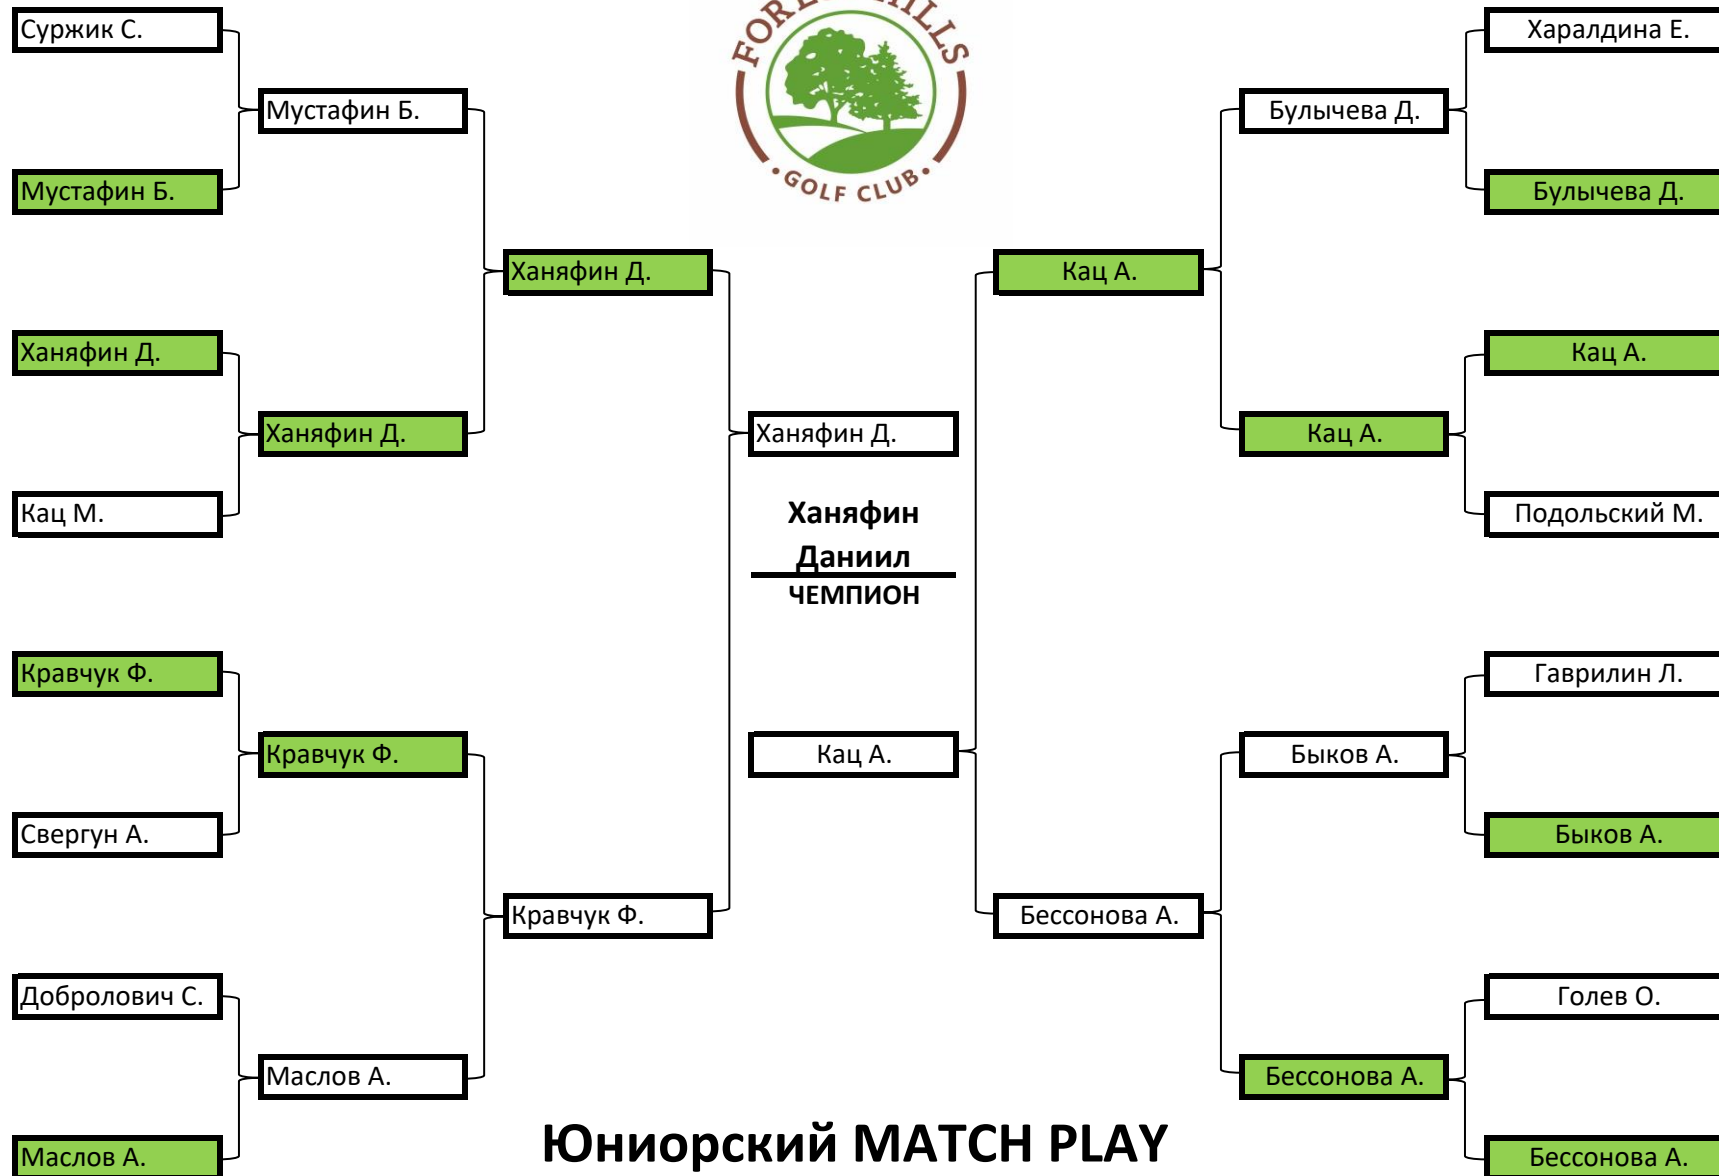 FOREST HILLS
• GOLF CLUB •
Суржик С.
Харалдина Е.
Мустафин Б.
Булычева Д.
Мустафин Б.
Булычева Д.
Ханяфин Д.
Кац А.
Ханяфин Д.
Кац А.
Ханяфин Д.
Ханяфин Д.
Кац А.
Кац М.
Подольский М.
Ханяфин
Даниил
ЧЕМПИОН
Кравчук Ф.
Гаврилин Л.
Кравчук Ф.
Кац А.
Быков А.
Свергун А.
Быков А.
Кравчук Ф.
Бессонова А.
Добролович С.
Голев О.
Маслов А.
Бессонова А.
Маслов А.
Бессонова А.
Юниорский MATCH PLAY